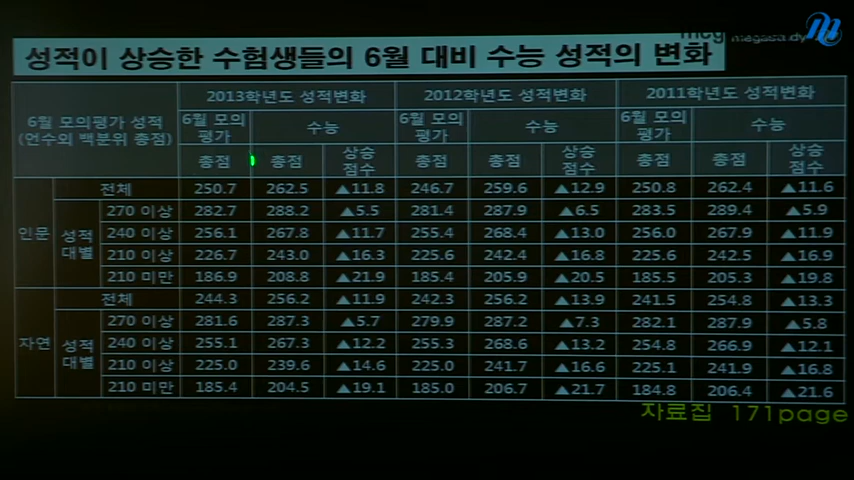 megastudy
성적이 상승한 수험생들의 6월 대비 수능 성적의 변화
6월 모의평가 성적 (언수외 백분위 총점) 2013학년도 성적변화 2012학년도 성적변화 2011학년도 성적변화
6월 모의 평가 수능 6월 모의 평가 수능 6월 모의 평가 수능
총점 총점 상승 점수 총점 총점 상승 점수 총점 총점 상승 점수
인문 전체 250.7 262.5 ▲11.8 246.7 259.6 ▲12.9 250.8 262.4 ▲11.6
성적대별 270 이상 282.7 288.2 ▲5.5 281.4 287.9 ▲6.5 283.5 289.4 ▲5.9
240 이상 256.1 267.8 ▲11.7 255.4 268.4 ▲13.0 256.0 267.9 ▲11.9
210 이상 226.7 243.0 ▲16.3 225.6 242.4 ▲16.8 225.6 242.5 ▲16.9
210 미만 186.9 208.8 ▲21.9 185.4 205.9 ▲20.5 185.5 205.3 ▲19.8
자연 전체 244.3 256.2 ▲11.9 242.3 256.2 ▲13.9 241.5 254.8 ▲13.3
성적대별 270 이상 281.6 287.3 ▲5.7 279.9 287.2 ▲7.3 282.1 287.9 ▲5.8
240 이상 255.1 267.3 ▲12.2 255.3 268.6 ▲13.2 254.8 266.9 ▲12.1
210 이상 225.0 239.6 ▲14.6 225.0 241.7 ▲16.6 225.1 241.9 ▲16.8
210 미만 185.4 204.5 ▲19.1 185.0 206.7 ▲21.7 184.8 206.4 ▲21.6
자료집 171page